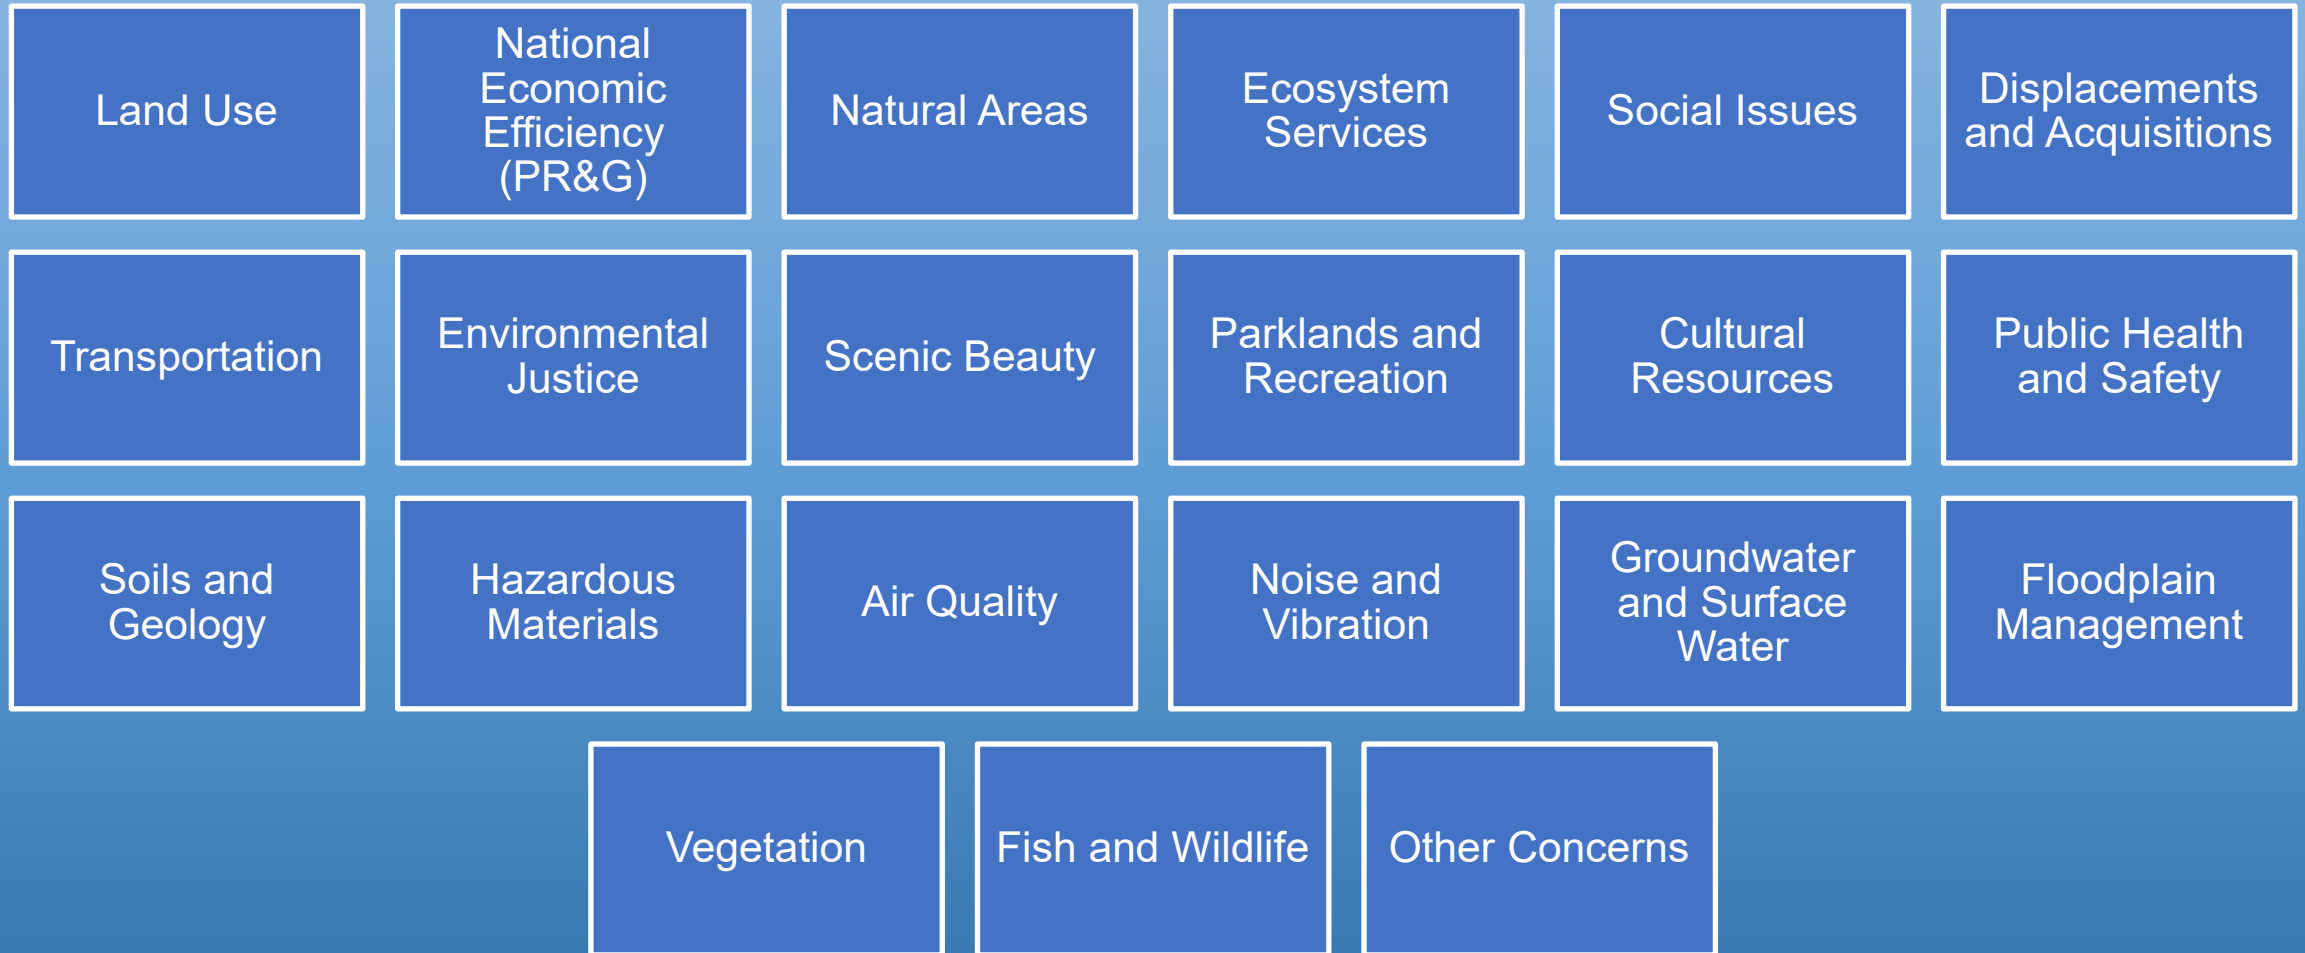 Land Use
National
Economic
Efficiency
(PR&G)
Natural Areas
Ecosystem
Services
Social Issues
Displacements
and Acquisitions
Transportation
Environmental
Justice
Scenic Beauty
Parklands and
Recreation
Cultural
Resources
Public Health
and Safety
Soils and
Geology
Hazardous
Materials
Air Quality
Noise and
Vibration
Groundwater
and Surface
Water
Floodplain
Management
Vegetation
Fish and Wildlife
Other Concerns